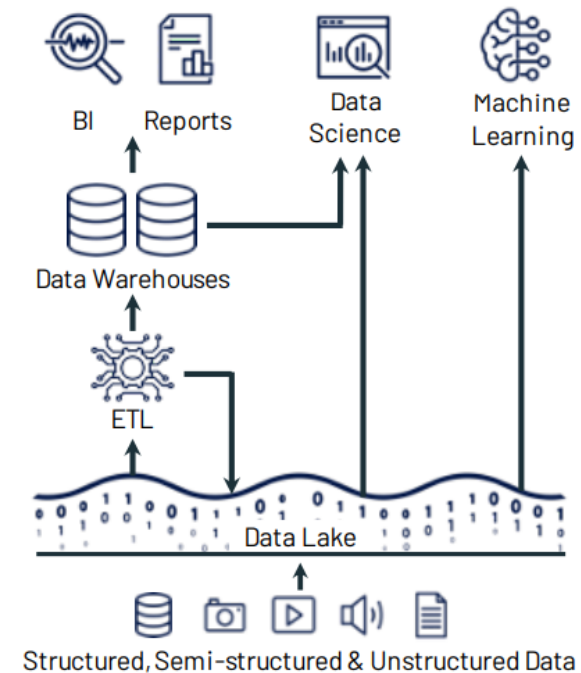 BI
Reports
Data
Science
Machine
Learning
Data Warehouses
ETL
Data Lake
Structured, Semi-structured & Unstructured Data